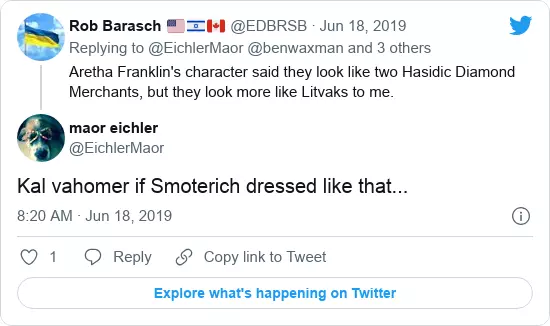 Rob Barasch 🇺🇸🇮🇱🇨🇦 @EDBRSB · Jun 18, 2019
Replying to @EichlerMaor @benwaxman and 3 others
Aretha Franklin's character said they look like two Hasidic Diamond
Merchants, but they look more like Litvaks to me.
maor eichler
@EichlerMaor
Kal vahomer if Smoterich dressed like that...
8:20 AM · Jun 18, 2019
1 Reply Copy link to Tweet
Explore what's happening on Twitter